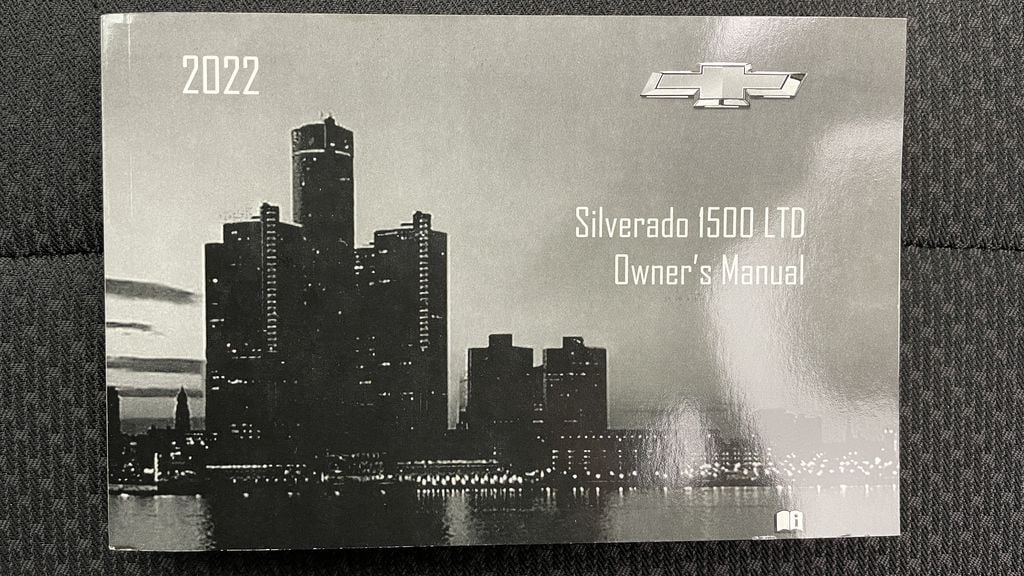 2022
Silverado 1500 LTD
Owner's Manual
i